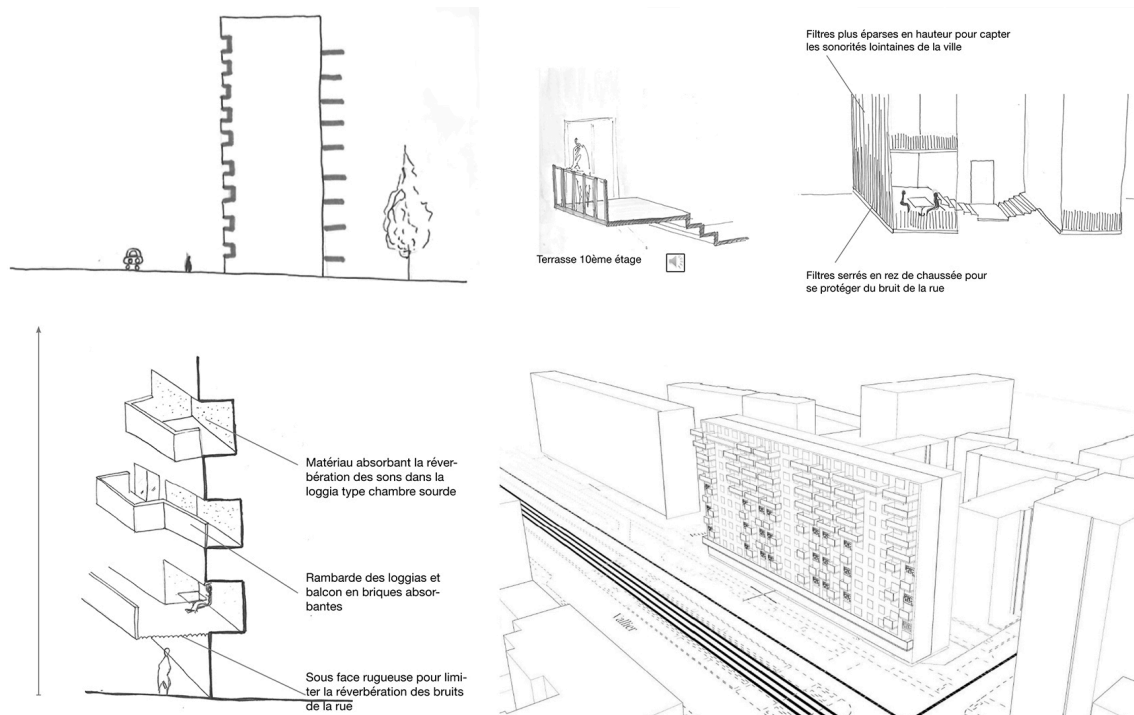 Filtres plus éparses en hauteur pour capter
les sonorités lointaines de la ville
Terrasse 10ème étage
Filtres serrés en rez de chaussée pour
se protéger du bruit de la rue
Matériau absorbant la réver-
bération des sons dans la
loggia type chambre sourde
Rambarde des loggias et
balcon en briques absor-
bantes
Sous face rugueuse pour limi-
ter la réverbération des bruits
de la rue
Vallier